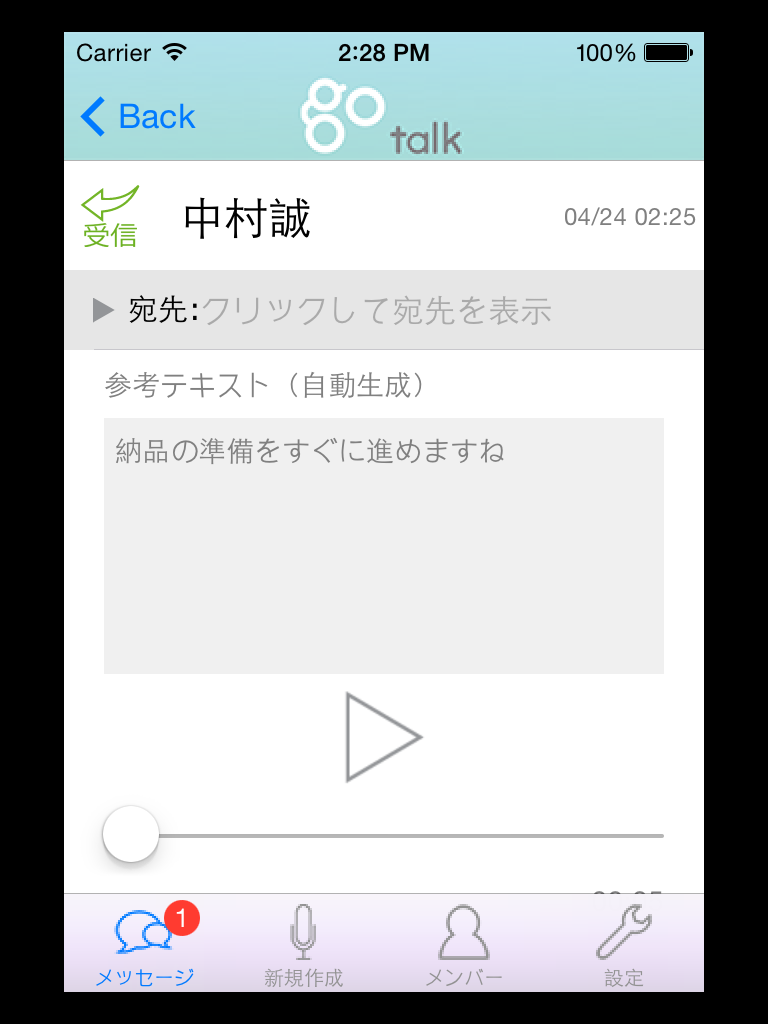 Carrier 2:28 PM 100%
Back go talk
受信 中村誠 04/24 02:25
宛先:クリックして宛先を表示
参考テキスト（自動生成）
納品の準備をすぐに進めますね
1
メッセージ 新規作成 メンバー 設定